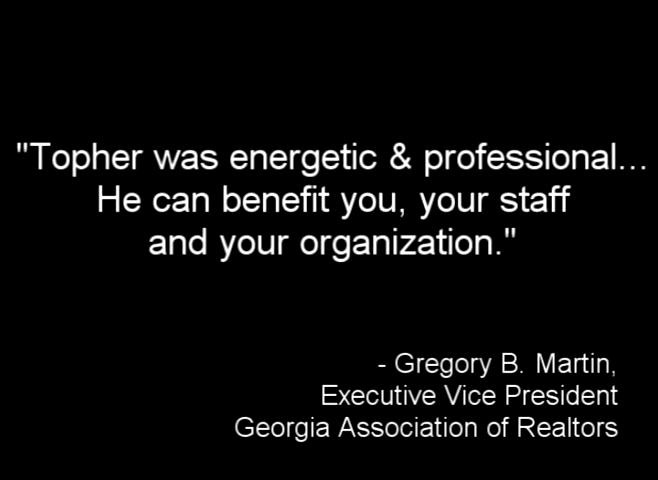 "Topher was energetic & professional...
He can benefit you, your staff
and your organization."
- Gregory B. Martin,
Executive Vice President
Georgia Association of Realtors